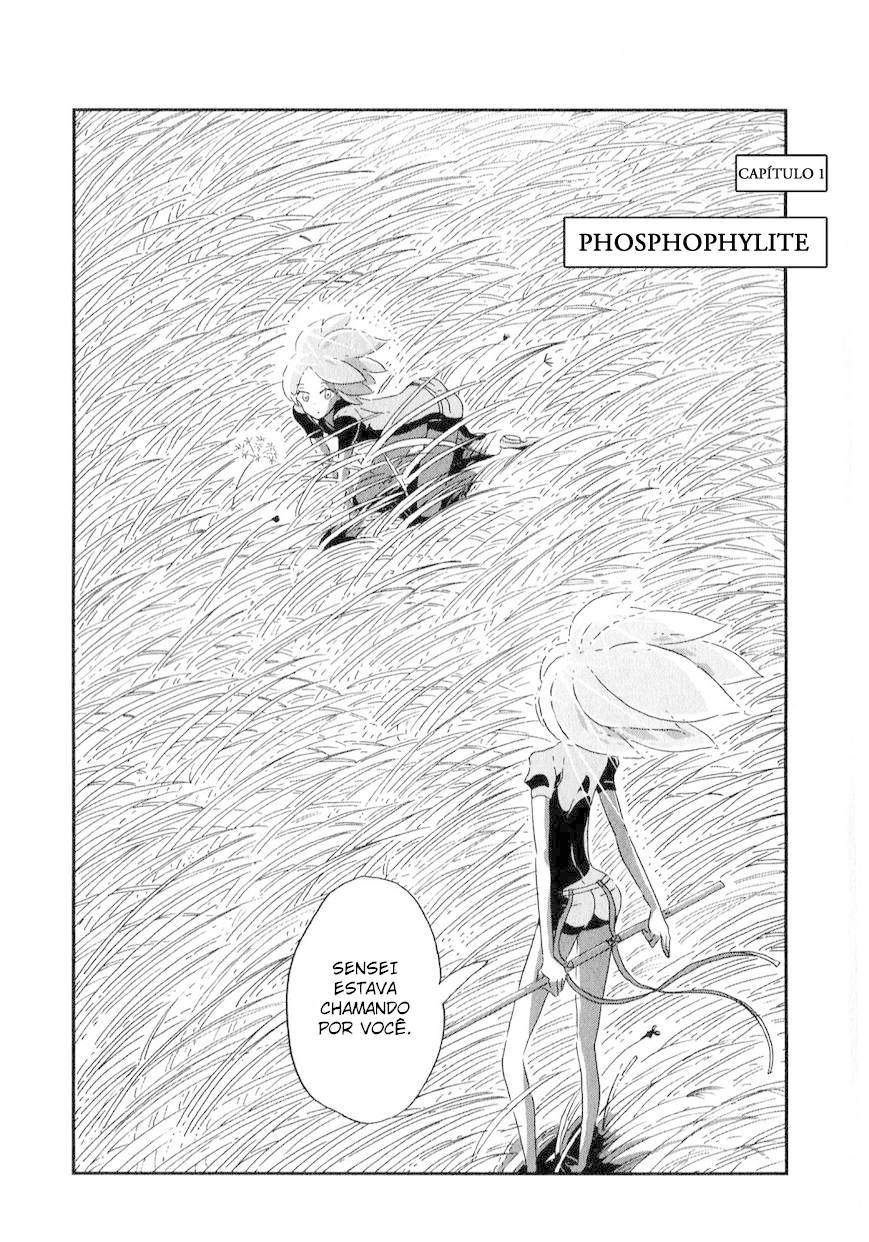 CAPÍTULO 1
PHOSPHOPHYLITE
SENSEI
ESTAVA
CHAMANDO
POR VOCÊ.